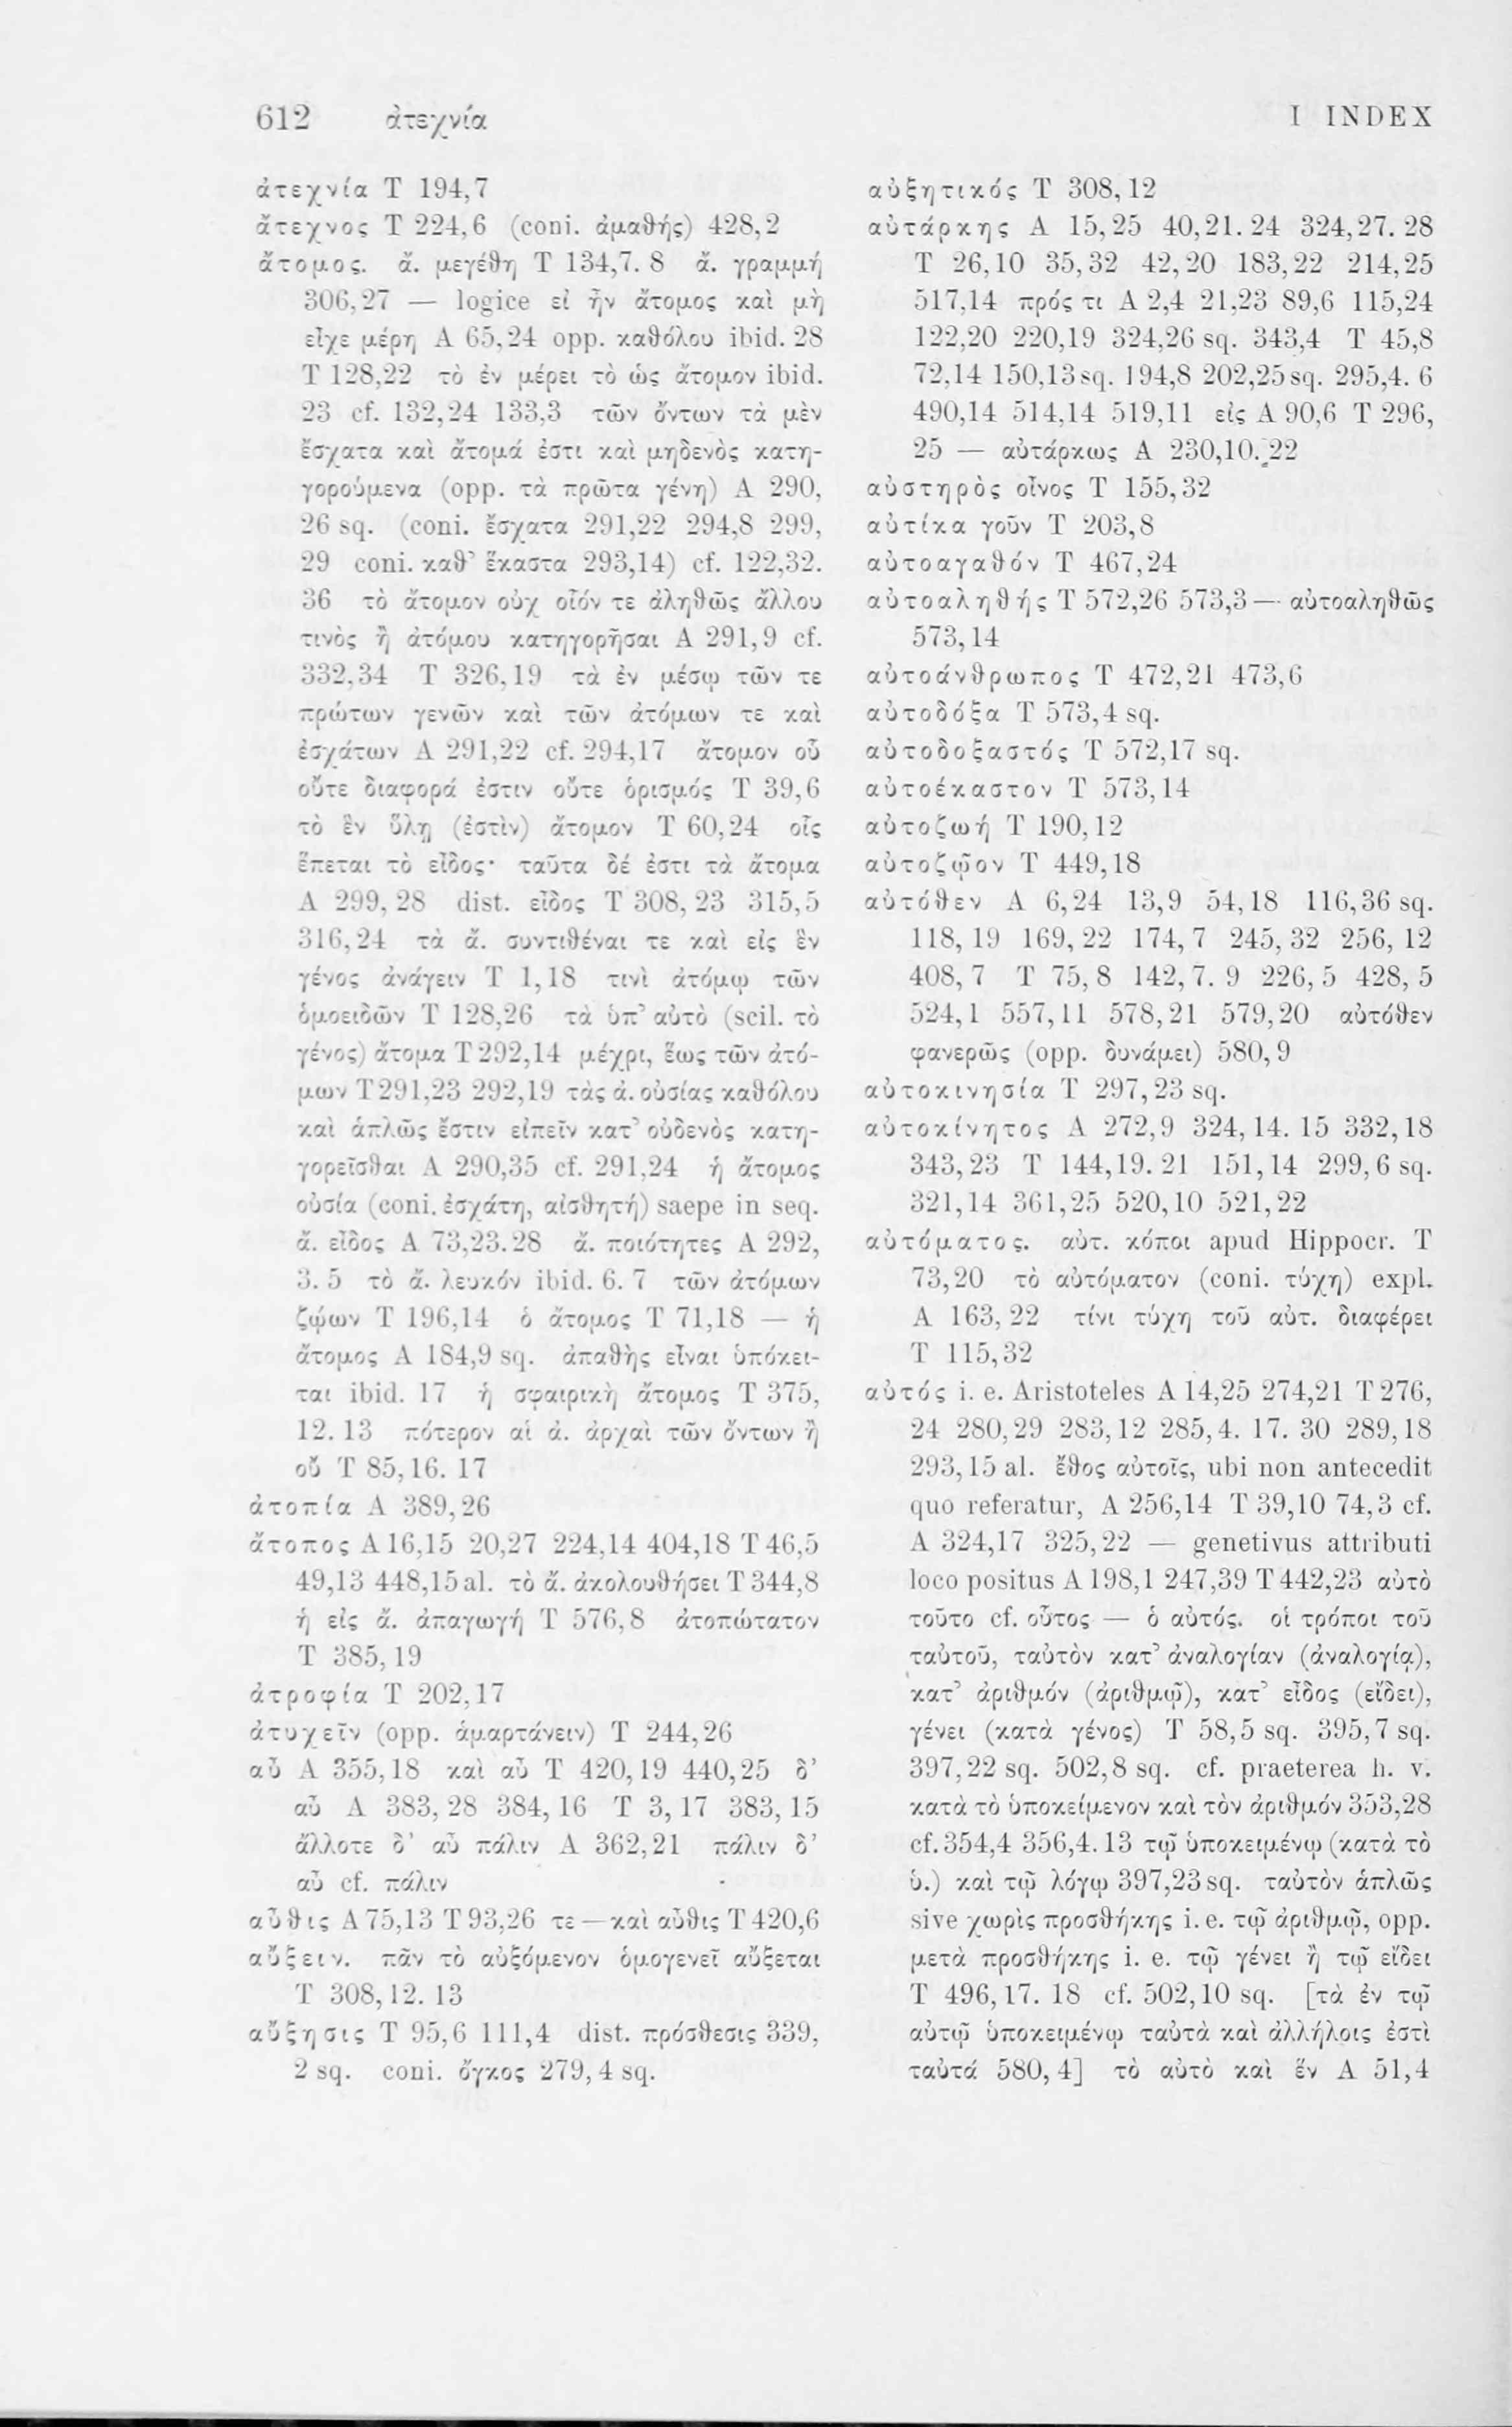 612 ἀτεχνία
I INDEX
ἀτεχνία T 194,7
ἄτεχνος T 224,6 (coni. ἀμαθής) 428,2
ἄτομος. ἄ. μεγέθη T 134,7. 8 ἄ. γραμμή
306,27 — logice εἰ ἦν ἄτομος καὶ μὴ
εἶχε μέρη A 65,24 opp. καθόλου ibid. 28
T 128,22 τὸ ἐν μέρει τὸ ὡς ἄτομον ibid.
23 cf. 132,24 133,3 τῶν ὄντων τὰ μὲν
ἔσχατα καὶ ἄτομά ἐστι καὶ μηδενὸς κατη-
γορούμενα (opp. τὰ πρῶτα γένη) A 290,
26 sq. (coni. ἔσχατα 291,22 294,8 299,
29 coni. καθ’ ἕκαστα 293,14) cf. 122,32.
36 τὸ ἄτομον οὐχ οἷόν τε ἀληθῶς ἄλλου
τινὸς ἢ ἀτόμου κατηγορῆσαι A 291,9 cf.
332,34 T 326,19 τὰ ἐν μέσῳ τῶν τε
πρώτων γενῶν καὶ τῶν ἀτόμων τε καὶ
ἐσχάτων A 291,22 cf. 294,17 ἄτομον οὗ
οὔτε διαφορά ἐστιν οὔτε ὁρισμός T 39,6
τὸ ἓν ὕλῃ (ἐστὶν) ἄτομον T 60,24 οἷς
ἕπεται τὸ εἶδος· ταῦτα δέ ἐστι τὰ ἄτομα
A 299, 28 dist. εἶδος T 308, 23 315,5
316,24 τὰ ἄ. συντιθέναι τε καὶ εἰς ἓν
γένος ἀνάγειν T 1,18 τινὶ ἀτόμῳ τῶν
ὁμοειδῶν T 128,26 τὰ ὑπ’ αὐτὸ (scil. τὸ
γένος) ἄτομα T 292,14 μέχρι, ἕως τῶν ἀτό-
μων T 291,23 292,19 τὰς ἀ. οὐσίας καθόλου
καὶ ἁπλῶς ἔστιν εἰπεῖν κατ’ οὐδενὸς κατη-
γορεῖσθαι A 290,35 cf. 291,24 ἡ ἄτομος
οὐσία (coni. ἐσχάτη, αἰσθητή) saepe in seq.
ἄ. εἶδος A 73,23.28 ἄ. ποιότητες A 292,
3. 5 τὸ ἄ. λευκόν ibid. 6. 7 τῶν ἀτόμων
ζῴων T 196,14 ὁ ἄτομος T 71,18 — ἡ
ἄτομος A 184,9 sq. ἀπαθὴς εἶναι ὑπόκει-
ται ibid. 17 ἡ σφαιρικὴ ἄτομος T 375,
12. 13 πότερον αἱ ἀ. ἀρχαὶ τῶν ὄντων ἢ
οὔ T 85,16. 17
ἀτοπία A 389,26
ἄτοπος A 16,15 20,27 224,14 404,18 T 46,5
49,13 448,15 al. τὸ ἄ. ἀκολουθήσει T 344,8
ἡ εἰς ἄ. ἀπαγωγή T 576,8 ἀτοπώτατον
T 385,19
ἀτροφία T 202,17
ἀτυχεῖν (opp. ἁμαρτάνειν) T 244,26
αὖ A 355,18 καὶ αὖ T 420,19 440,25 δ’
αὖ A 383, 28 384, 16 T 3, 17 383, 15
ἄλλοτε δ’ αὖ πάλιν A 362,21 πάλιν δ’
αὖ cf. πάλιν
αὖθις A 75,13 T 93,26 τε — καὶ αὖθις T 420,6
αὔξειν. πᾶν τὸ αὐξόμενον ὁμογενεῖ αὔξεται
T 308,12. 13
αὔξησις T 95,6 111,4 dist. πρόσθεσις 339,
2 sq. coni. ὄγκος 279,4 sq.
αὐξητικός T 308,12
αὐτάρκης A 15,25 40,21. 24 324,27. 28
T 26,10 35,32 42,20 183,22 214,25
517,14 πρός τι A 2,4 21,23 89,6 115,24
122,20 220,19 324,26 sq. 343,4 T 45,8
72,14 150,13 sq. 194,8 202,25 sq. 295,4. 6
490,14 514,14 519,11 εἰς A 90,6 T 296,
25 — αὐτάρκως A 230,10. 22
αὐστηρὸς οἶνος T 155,32
αὐτίκα γοῦν T 203,8
αὐτοαγαθόν T 467,24
αὐτοαληθής T 572,26 573,3 — αὐτοαληθῶς
573,14
αὐτοάνθρωπος T 472,21 473,6
αὐτοδόξα T 573,4 sq.
αὐτοδοξαστός T 572,17 sq.
αὐτοέκαστον T 573,14
αὐτοζωή T 190,12
αὐτοζῷον T 449,18
αὐτόθεν A 6,24 13,9 54,18 116,36 sq.
118, 19 169, 22 174, 7 245, 32 256, 12
408, 7 T 75, 8 142, 7. 9 226, 5 428, 5
524,1 557,11 578,21 579,20 αὐτόθεν
φανερῶς (opp. δυνάμει) 580,9
αὐτοκινησία T 297,23 sq.
αὐτοκίνητος A 272,9 324,14. 15 332,18
343,23 T 144,19. 21 151,14 299,6 sq.
321,14 361,25 520,10 521,22
αὐτόματος. αὐτ. κόποι apud Hippocr. T
73,20 τὸ αὐτόματον (coni. τύχη) expl.
A 163, 22 τίνι τύχη τοῦ αὐτ. διαφέρει
T 115,32
αὐτός i. e. Aristoteles A 14,25 274,21 T 276,
24 280,29 283,12 285,4. 17. 30 289,18
293,15 al. ἔθος αὐτοῖς, ubi non antecedit
quo referatur, A 256,14 T 39,10 74,3 cf.
A 324,17 325,22 — genetivus attributi
loco positus A 198,1 247,39 T 442,23 αὐτὸ
τοῦτο cf. οὗτος — ὁ αὐτός. οἱ τρόποι τοῦ
ταὐτοῦ, ταὐτὸν κατ’ ἀναλογίαν (ἀναλογίᾳ),
κατ’ ἀριθμόν (ἀριθμῷ), κατ’ εἶδος (εἴδει),
γένει (κατὰ γένος) T 58,5 sq. 395,7 sq.
397,22 sq. 502,8 sq. cf. praeterea h. v.
κατὰ τὸ ὑποκείμενον καὶ τὸν ἀριθμόν 353,28
cf. 354,4 356,4. 13 τῷ ὑποκειμένῳ (κατὰ τὸ
ὑ.) καὶ τῷ λόγῳ 397,23 sq. ταὐτὸν ἁπλῶς
sive χωρὶς προσθήκης i. e. τῷ ἀριθμῷ, opp.
μετὰ προσθήκης i. e. τῷ γένει ἢ τῷ εἴδει
T 496,17. 18 cf. 502,10 sq. [τὰ ἐν τῷ
αὐτῷ ὑποκειμένῳ ταὐτὰ καὶ ἀλλήλοις ἐστὶ
ταὐτά 580,4] τὸ αὐτὸ καὶ ἕν A 51,4